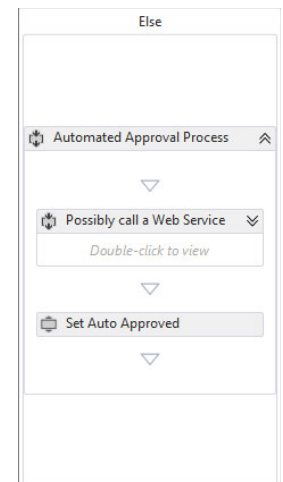 Else
Automated Approval Process
Possibly call a Web Service
Double-click to view
Set Auto Approved